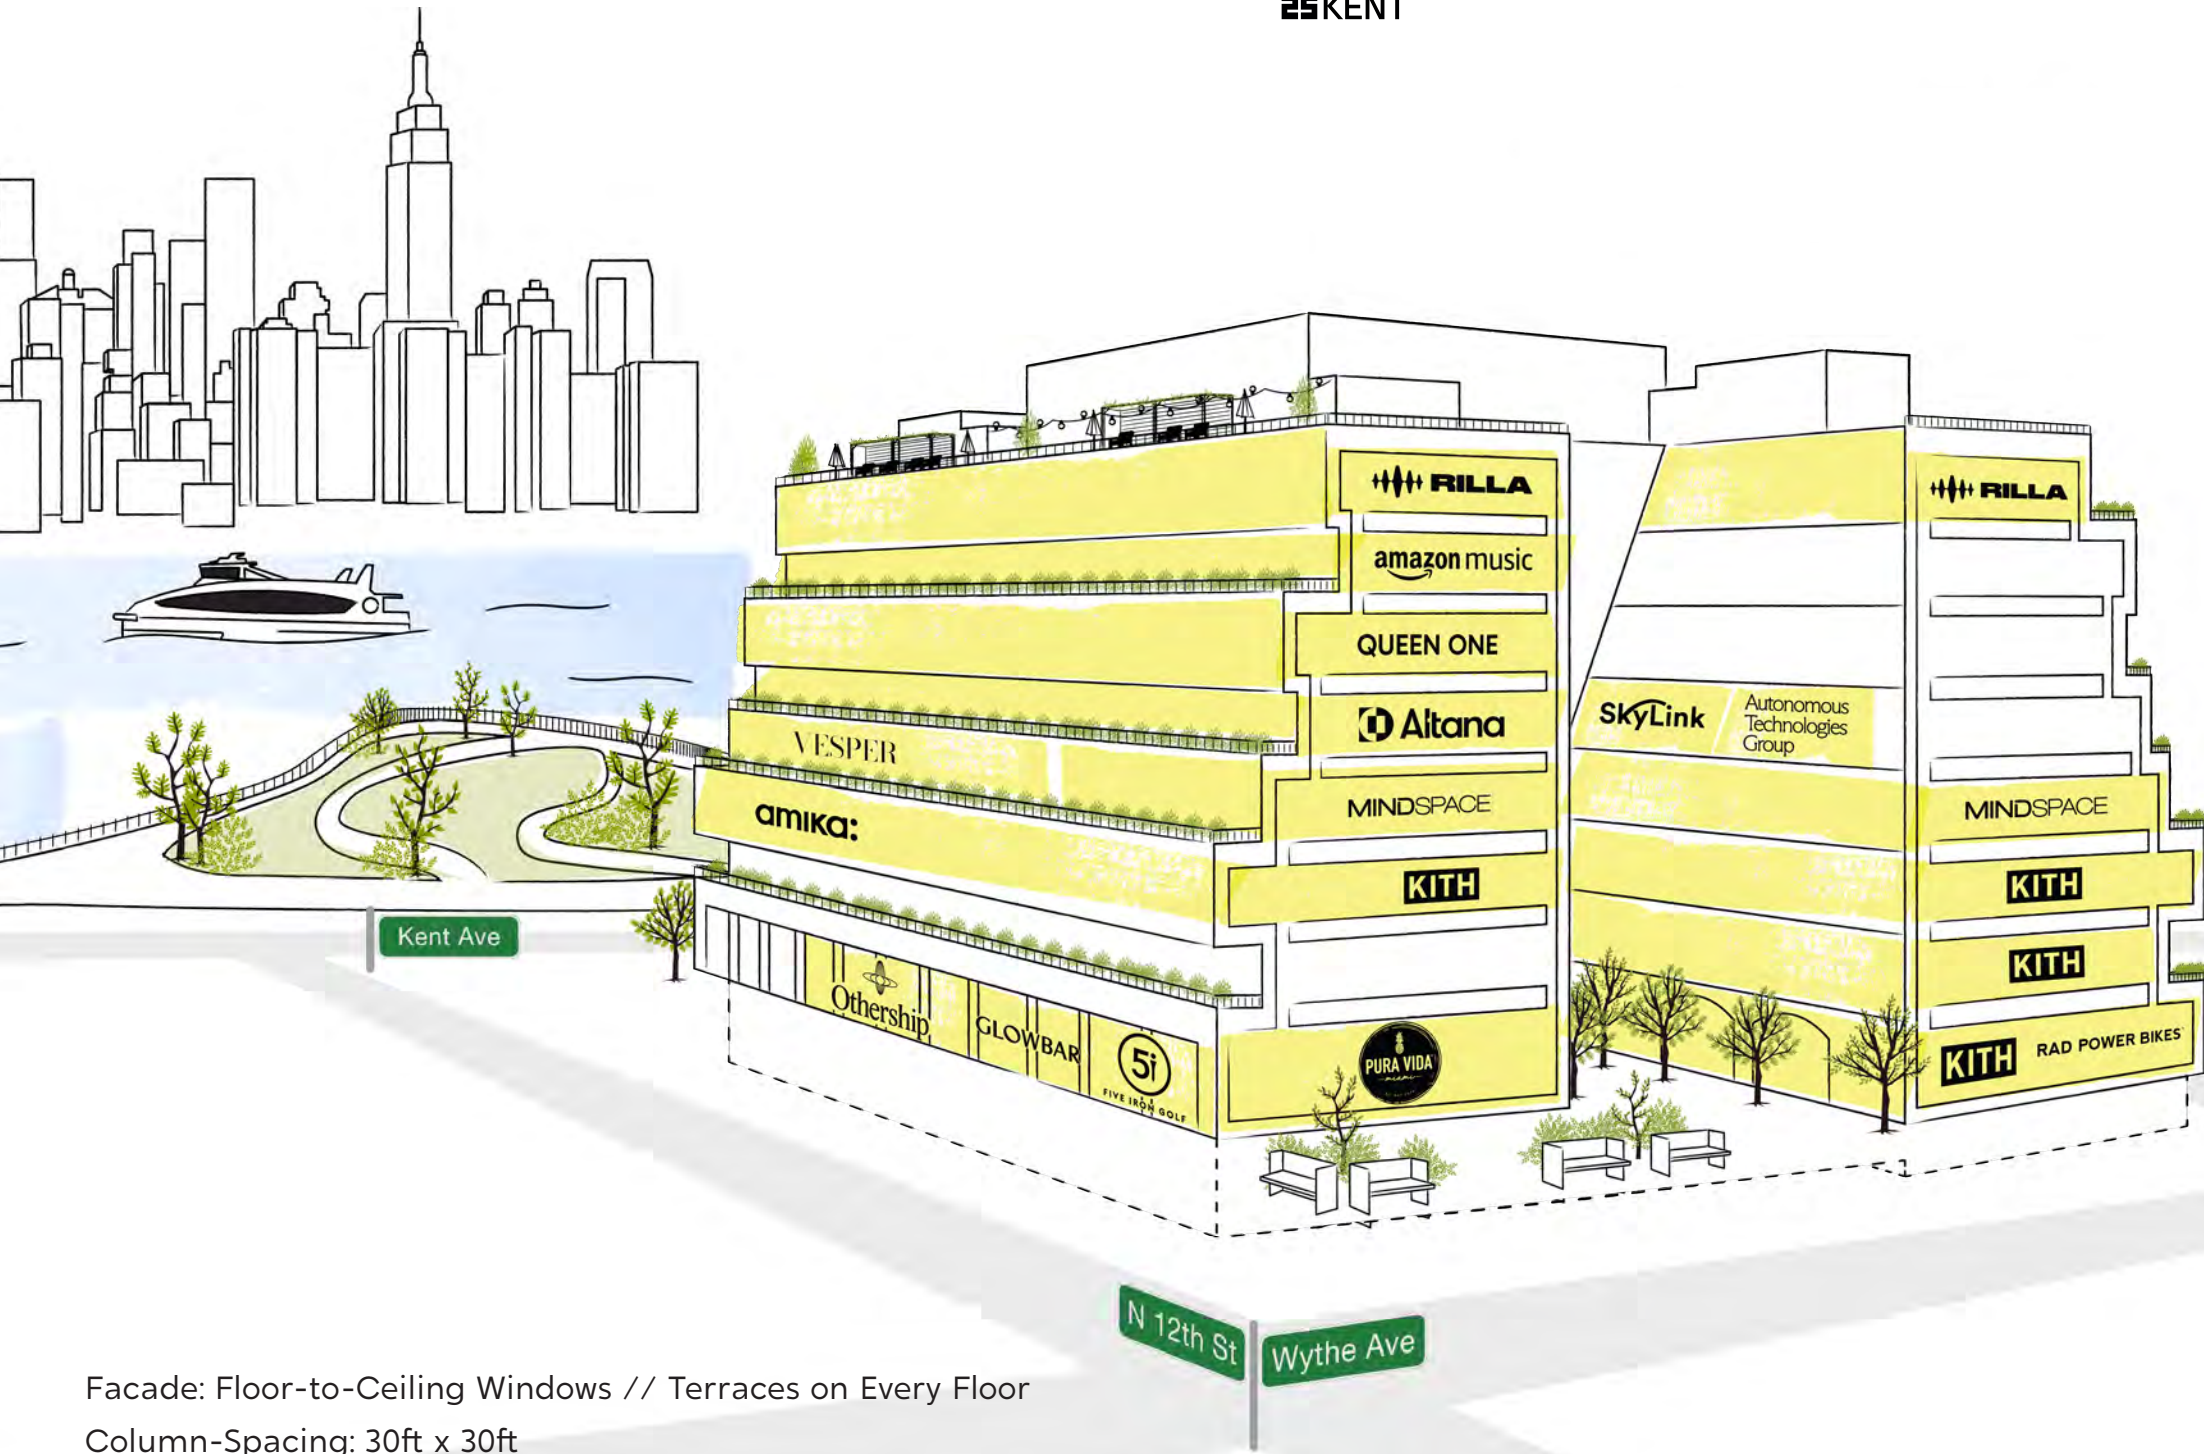 25KENT
RILLA
RILLA
amazon music
QUEEN ONE
Altana
SkyLink
Autonomous
Technologies
Group
VESPER
MINDSPACE
MINDSPACE
amika:
KITH
KITH
KITH
Kent Ave
Othership
GLOWBAR
5i
FIVE IRON GOLF
PURA VIDA
miami
KITH
RAD POWER BIKES
N 12th St
Wythe Ave
Facade: Floor-to-Ceiling Windows // Terraces on Every Floor
Column-Spacing: 30ft x 30ft